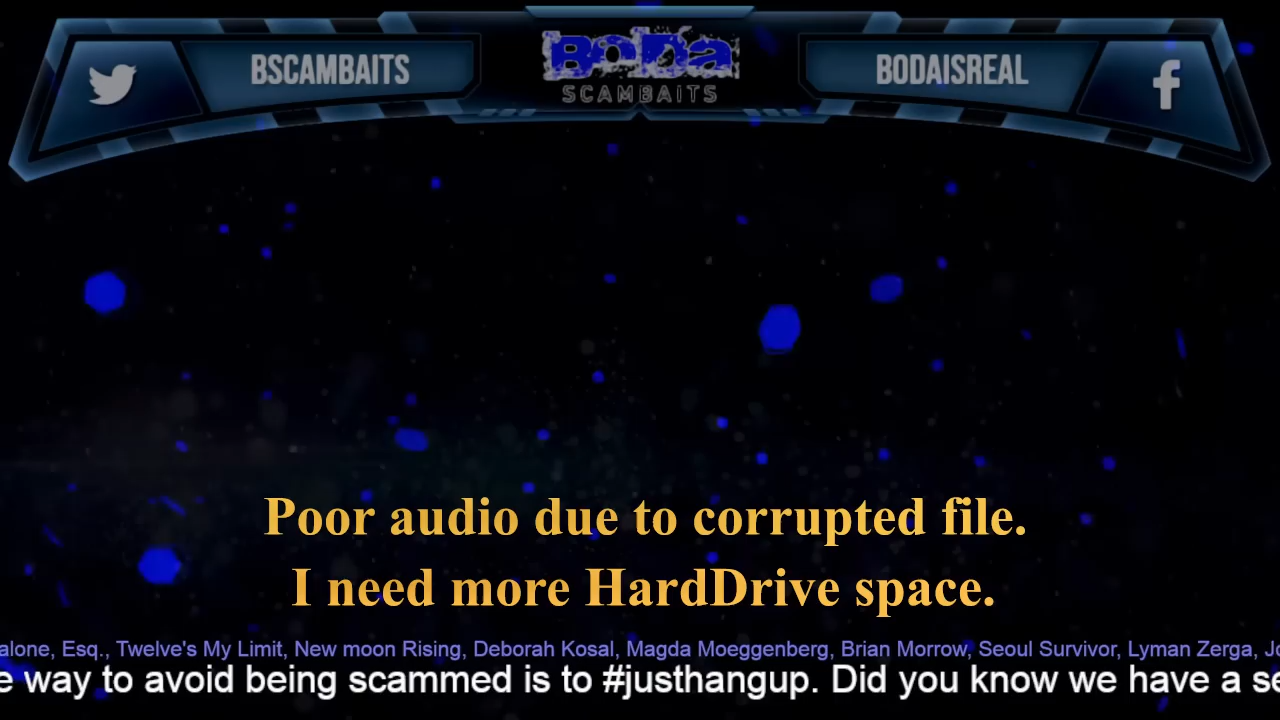 BSCAMBAITS
BODa
SCAMBAITS
BODAISREAL
Poor audio due to corrupted file.
I need more HardDrive space.
alone, Esq., Twelve's My Limit, New moon Rising, Deborah Kosal, Magda Moeggenberg, Brian Morrow, Seoul Survivor, Lyman Zerga, Jo
e way to avoid being scammed is to #justhangup. Did you know we have a se